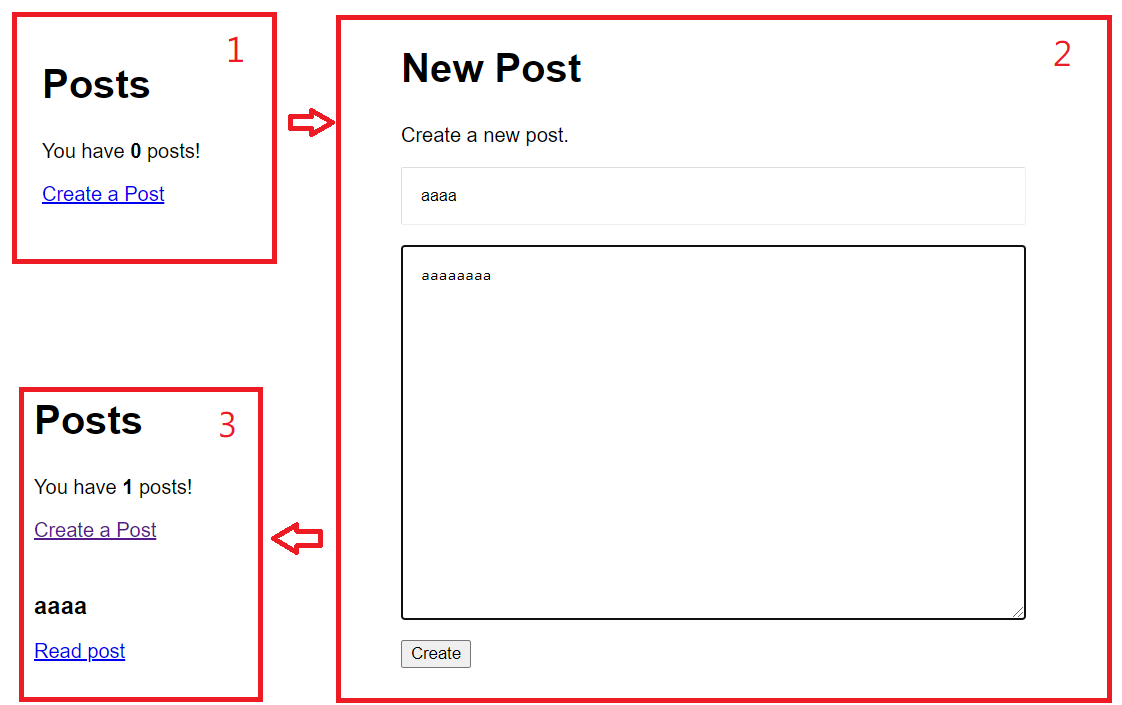 1
Posts
You have 0 posts!
Create a Post
2
New Post
Create a new post.
aaaa
aaaaaaaa
Create
3
Posts
You have 1 posts!
Create a Post
aaaa
Read post